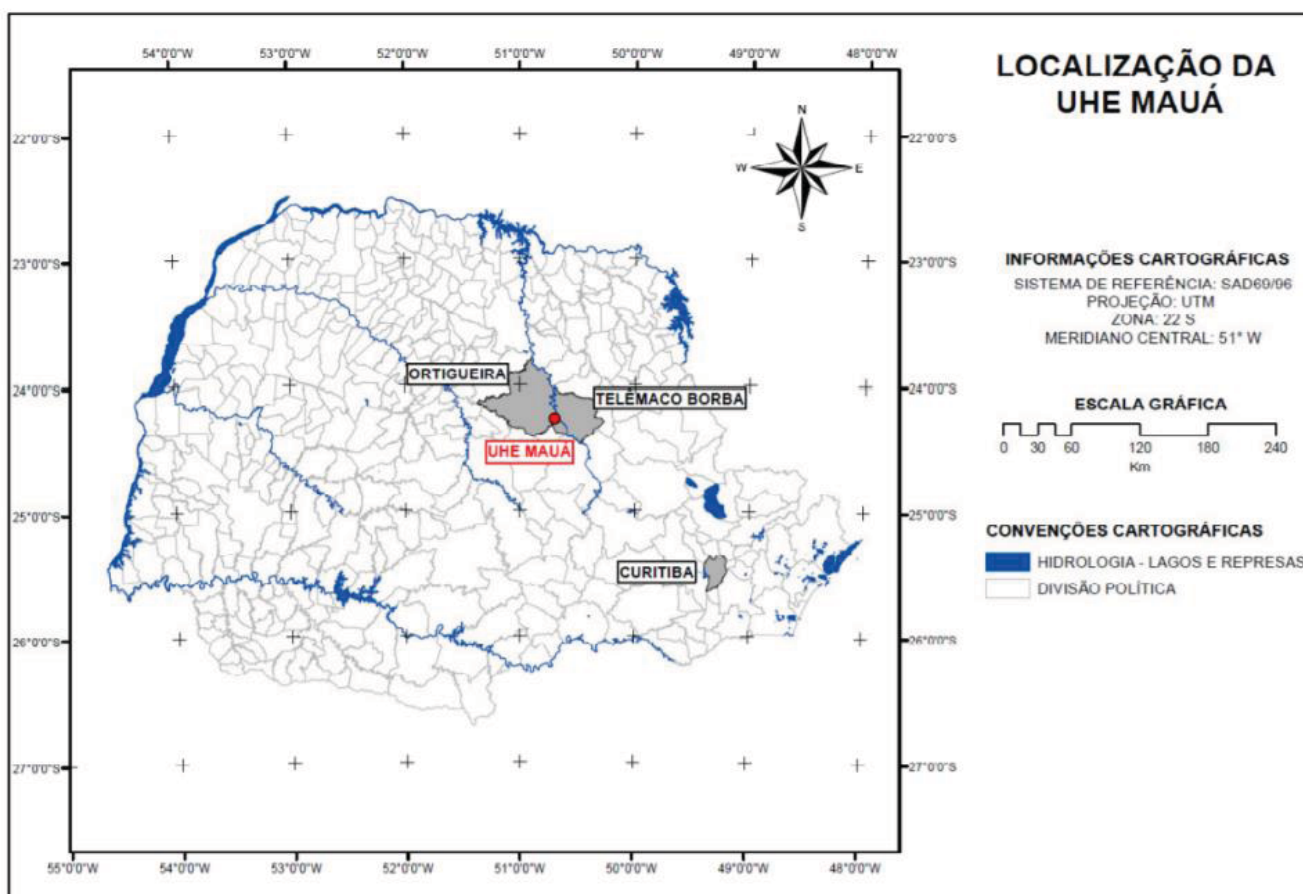 54°0'0"W 53°0'0"W 52°0'0"W 51°0'0"W 50°0'0"W 49°0'0"W 48°0'0"W
22°0'0"S 22°0'0"S
23°0'0"S 23°0'0"S
24°0'0"S 24°0'0"S
25°0'0"S 25°0'0"S
26°0'0"S 26°0'0"S
27°0'0"S 27°0'0"S
55°0'0"W 54°0'0"W 53°0'0"W 52°0'0"W 51°0'0"W 50°0'0"W 49°0'0"W 48°0'0"W
N
W E
S
ORTIGUEIRA
TELÊMACO BORBA
UHE MAUÁ
CURITIBA
LOCALIZAÇÃO DA
UHE MAUÁ
INFORMAÇÕES CARTOGRÁFICAS
SISTEMA DE REFERÊNCIA: SAD69/96
PROJEÇÃO: UTM
ZONA: 22 S
MERIDIANO CENTRAL: 51° W
ESCALA GRÁFICA
0 15 30 60 120 180 240
Km
CONVENÇÕES CARTOGRÁFICAS
HIDROLOGIA - LAGOS E REPRESAS
DIVISÃO POLÍTICA